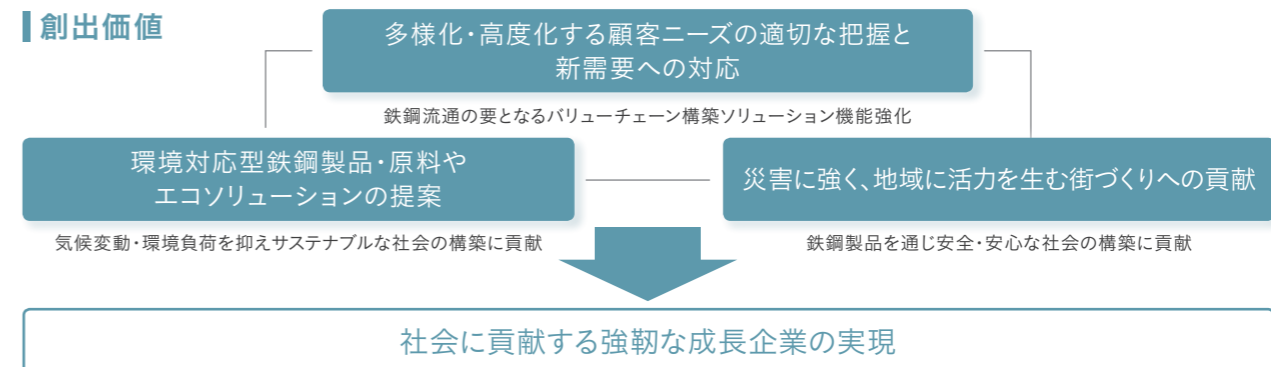 創出価値
多様化・高度化する顧客ニーズの適切な把握と
新需要への対応
鉄鋼流通の要となるバリューチェーン構築ソリューション機能強化
環境対応型鉄鋼製品・原料や
エコソリューションの提案
気候変動・環境負荷を抑えサステナブルな社会の構築に貢献
災害に強く、地域に活力を生む街づくりへの貢献
鉄鋼製品を通じ安全・安心な社会の構築に貢献
社会に貢献する強靭な成長企業の実現